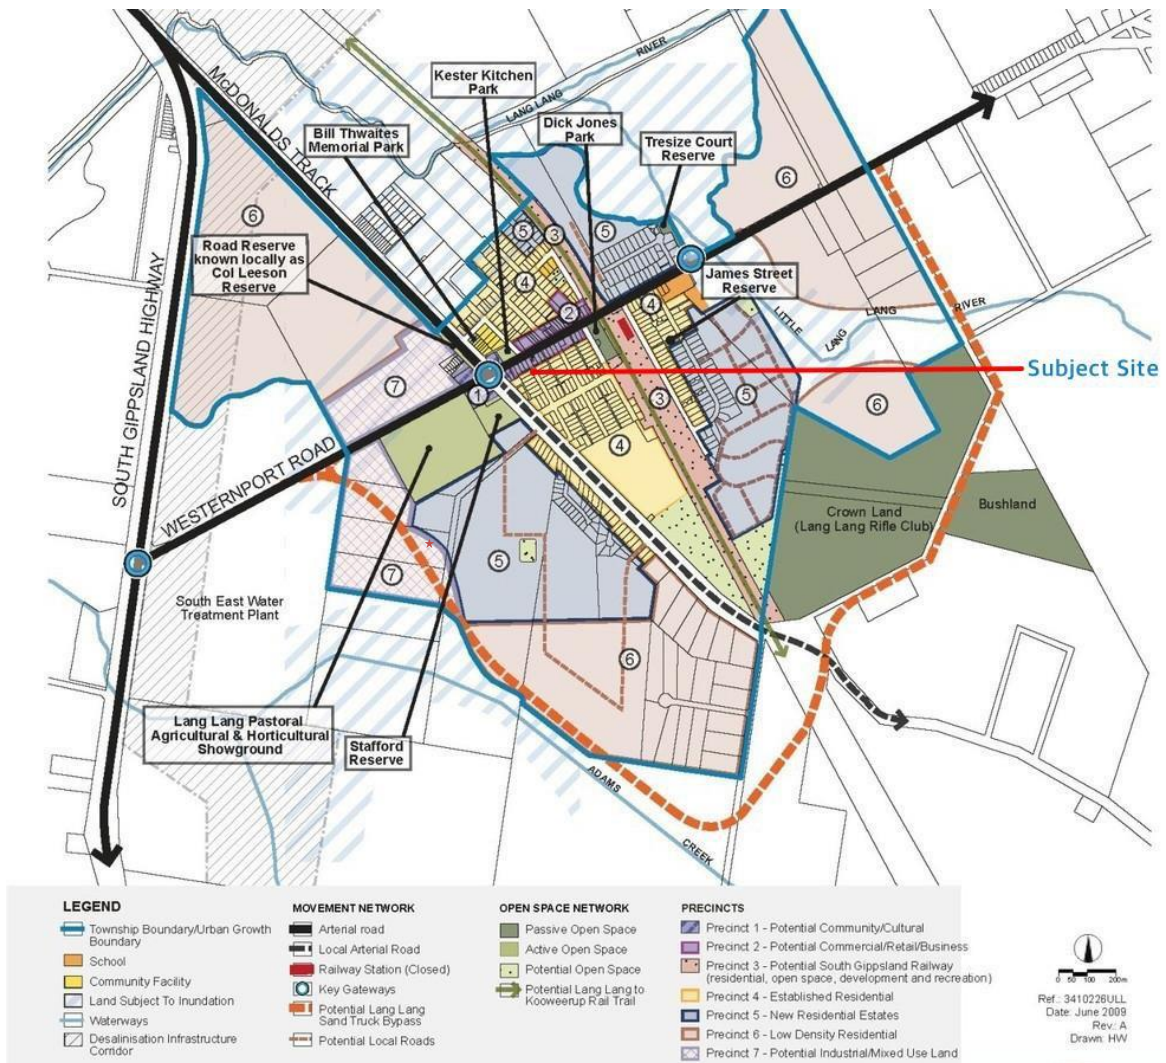 Kester Kitchen
Park
RIVER
LANG LANG
McDONALDS TRACK
Bill Thwaites
Memorial Park
Dick Jones
Park
Tresize Court
Reserve
6
6
5
3
5
Road Reserve
known locally as
Col Leeson
Reserve
4
2
4
James Street
Reserve
LITTLE
LANG
LANG
RIVER
SOUTH GIPPSLAND HIGHWAY
7
1
3
5
6
Subject Site
WESTERNPORT ROAD
4
Crown Land
(Lang Lang Rifle Club)
Bushland
5
7
South East Water
Treatment Plant
6
Lang Lang Pastoral
Agricultural & Horticultural
Showground
Stafford
Reserve
ADAMS
CREEK
LEGEND
Township Boundary/Urban Growth
Boundary
School
Community Facility
Land Subject To Inundation
Waterways
Desalinisation Infrastructure
Corridor
MOVEMENT NETWORK
Arterial road
Local Arterial Road
Railway Station (Closed)
Key Gateways
Potential Lang Lang
Sand Truck Bypass
Potential Local Roads
OPEN SPACE NETWORK
Passive Open Space
Active Open Space
Potential Open Space
Potential Lang Lang to
Kooweerup Rail Trail
PRECINCTS
Precinct 1 - Potential Community/Cultural
Precinct 2 - Potential Commercial/Retail/Business
Precinct 3 - Potential South Gippsland Railway
(residential, open space, development and recreation)
Precinct 4 - Established Residential
Precinct 5 - New Residential Estates
Precinct 6 - Low Density Residential
Precinct 7 - Potential Industrial/Mixed Use Land
0 50 100 200m
Ref.: 3410226ULL
Date: June 2009
Rev.: A
Drawn: HW